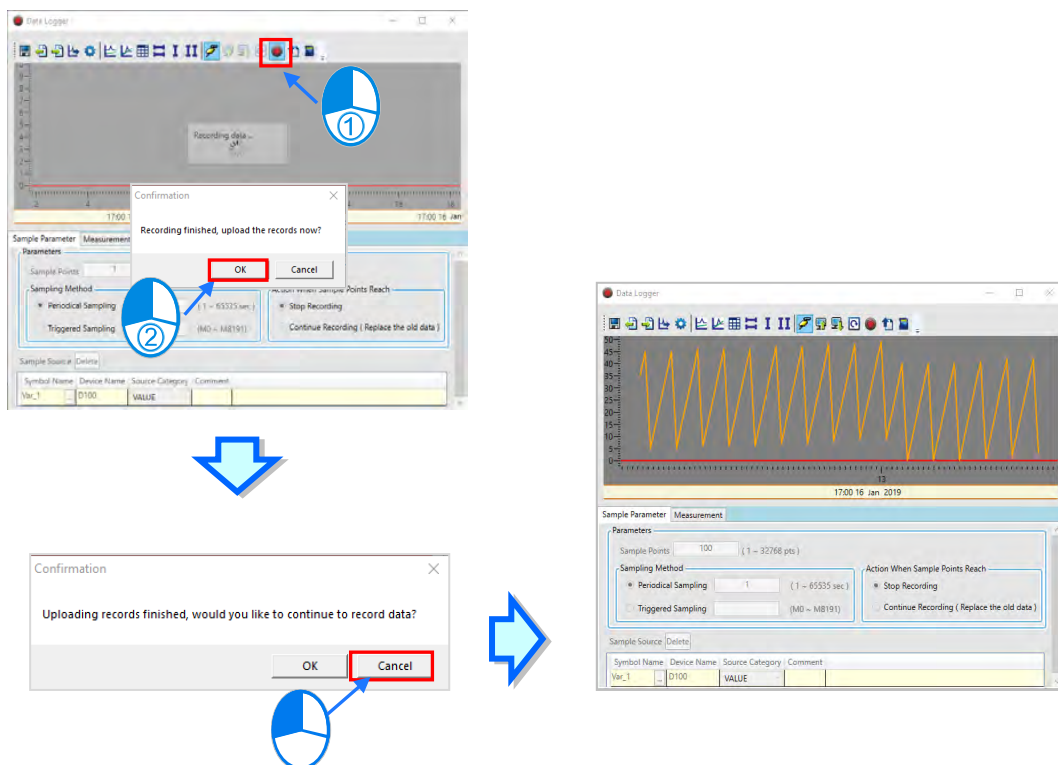 Data Logger
①
Recording data ...
Confirmation
Recording finished, upload the records now?
OK
Cancel
②
17:00 1
17:00 16 Jan
Sample Parameter
Measurement
Parameters
Sample Points
Sampling Method
Periodical Sampling
( 1 ~ 65535 sec )
Triggered Sampling
(M0 ~ M8191)
Action When Sample Points Reach
Stop Recording
Continue Recording ( Replace the old data )
Sample Source
Delete
Symbol Name
Device Name
Source Category
Comment
Var_1
...
D100
VALUE
Confirmation
Uploading records finished, would you like to continue to record data?
OK
Cancel
Data Logger
50
45
40
35
30
25
20
15
10
5
0
13
17:00 16 Jan 2019
Sample Parameter
Measurement
Parameters
Sample Points
100
( 1 ~ 32768 pts )
Sampling Method
Periodical Sampling
1
( 1 ~ 65535 sec )
Triggered Sampling
(M0 ~ M8191)
Action When Sample Points Reach
Stop Recording
Continue Recording ( Replace the old data )
Sample Source
Delete
Symbol Name
Device Name
Source Category
Comment
Var_1
...
D100
VALUE